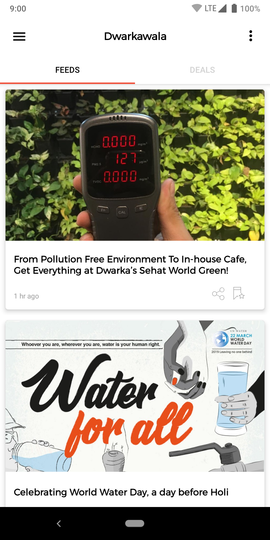 9:00
LTE
100%
Dwarkawala
FEEDS
DEALS
0.000
127
0.000
From Pollution Free Environment To In-house Cafe,
Get Everything at Dwarka's Sehat World Green!
1 hr ago
Whoever you are, wherever you are, water is your human right.
22 MARCH
WORLD
WATER DAY
Water
for all
Celebrating World Water Day, a day before Holi